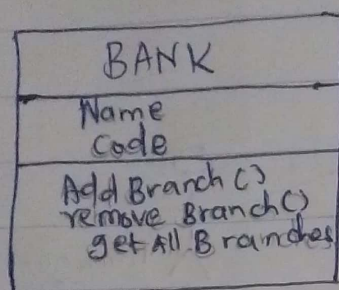 BANK
Name
Code
Add Branch ()
remove Branch ()
get All Branches